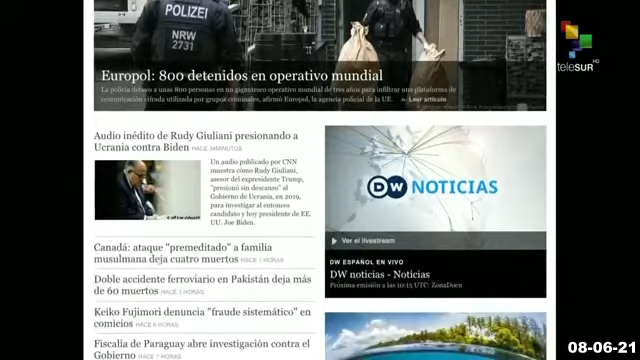 POLIZEI
NRW
2731
teleSUR HD
Europol: 800 detenidos en operativo mundial
La policía detuvo a unas 800 personas en un gigantesco operativo mundial de tres años para infiltrar una plataforma de
comunicación cifrada utilizada por grupos criminales, afirmó Europol, la agencia policial de la UE.
Leer artículo
Audio inédito de Rudy Giuliani presionando a
Ucrania contra Biden HACE 34MINUTOS
Un audio publicado por CNN
muestra cómo Rudy Giuliani,
asesor del expresidente Trump,
"presionó sin descanso" al
Gobierno de Ucrania, en 2019,
para investigar al entonces
candidato y hoy presidente de EE.
UU. Joe Biden.
Canadá: ataque "premeditado" a familia
musulmana deja cuatro muertos HACE 1 HORAS
Doble accidente ferroviario en Pakistán deja más
de 60 muertos HACE 3 HORAS
Keiko Fujimori denuncia "fraude sistemático" en
comicios HACE 6 HORAS
Fiscalía de Paraguay abre investigación contra el
Gobierno HACE 7 HORAS
DW NOTICIAS
Ver el livestream
DW ESPAÑOL EN VIVO
DW noticias - Noticias
Próxima emisión a las 10:15 UTC: ZonaDocu
08-06-21